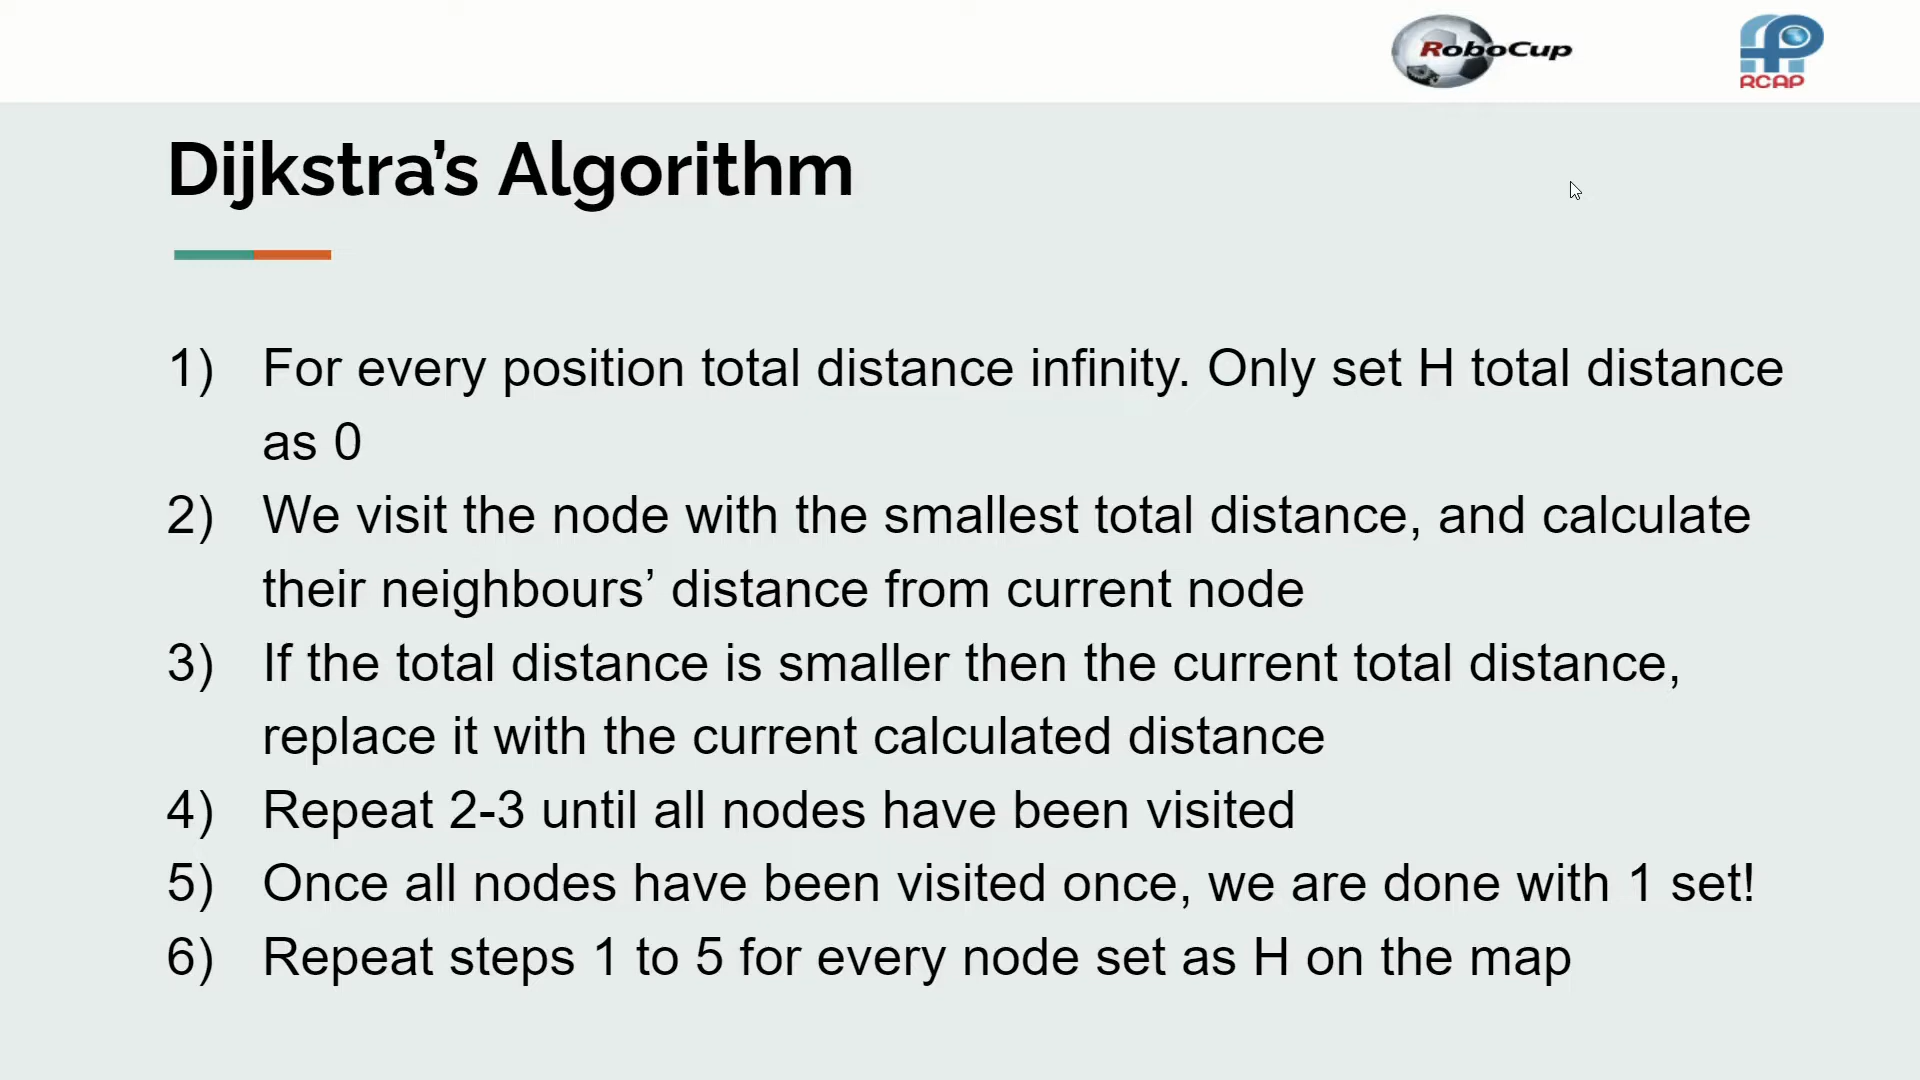 RoboCup
RCAP
Dijkstra’s Algorithm
1) For every position total distance infinity. Only set H total distance
as 0
2) We visit the node with the smallest total distance, and calculate
their neighbours’ distance from current node
3) If the total distance is smaller then the current total distance,
replace it with the current calculated distance
4) Repeat 2-3 until all nodes have been visited
5) Once all nodes have been visited once, we are done with 1 set!
6) Repeat steps 1 to 5 for every node set as H on the map